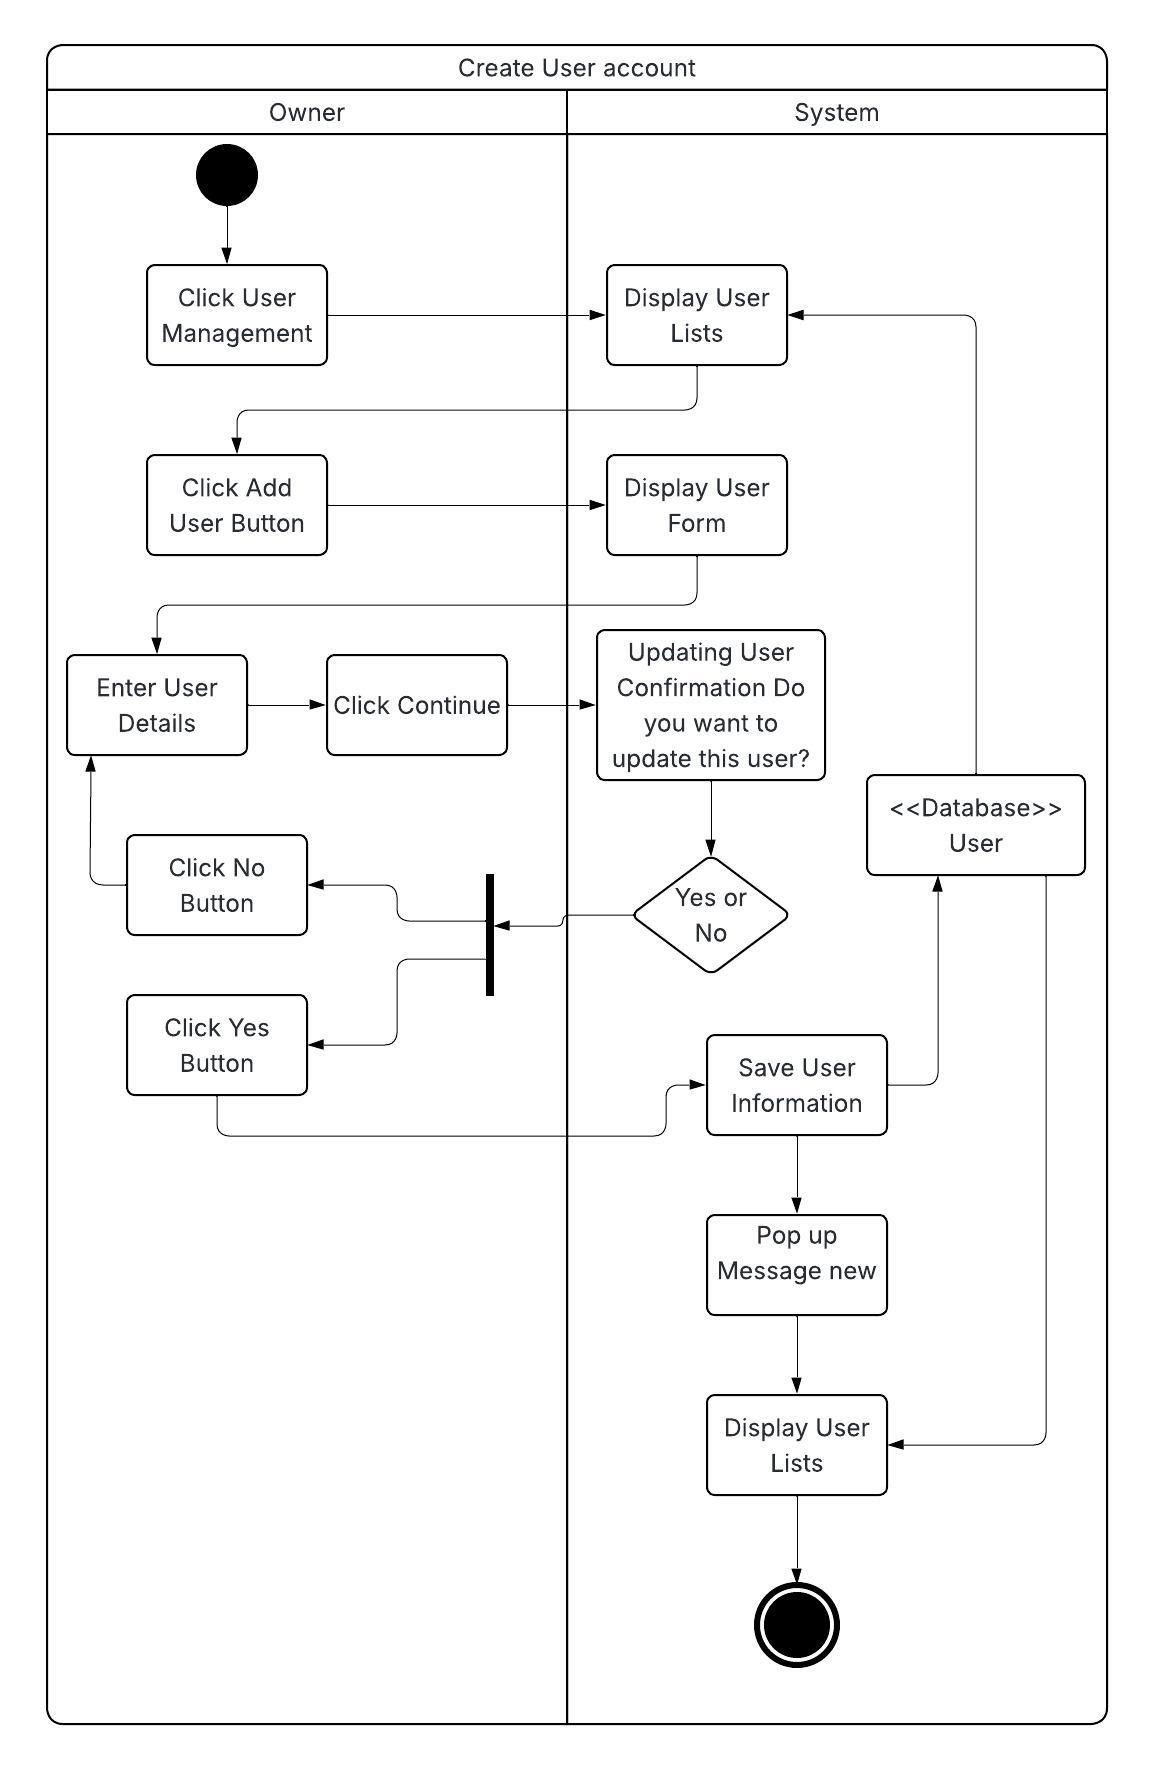 Create User account
Owner
System
Click User
Management
Display User
Lists
Click Add
User Button
Display User
Form
Enter User
Details
Click Continue
Updating User
Confirmation Do
you want to
update this user?
<<Database>>
User
Click No
Button
Yes or
No
Click Yes
Button
Save User
Information
Pop up
Message new
Display User
Lists